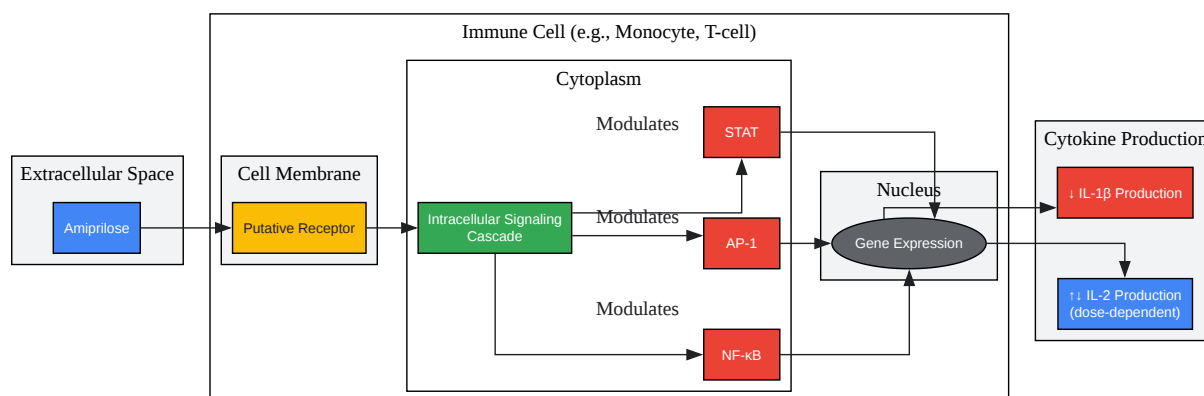 Immune Cell (e.g., Monocyte, T-cell)
Cytoplasm
Extracellular Space
Amiprilose
Cell Membrane
Putative Receptor
Intracellular Signaling
Cascade
Modulates
STAT
Modulates
AP-1
Modulates
NF-κB
Nucleus
Gene Expression
Cytokine Production
↓ IL-1β Production
↑↓ IL-2 Production
(dose-dependent)